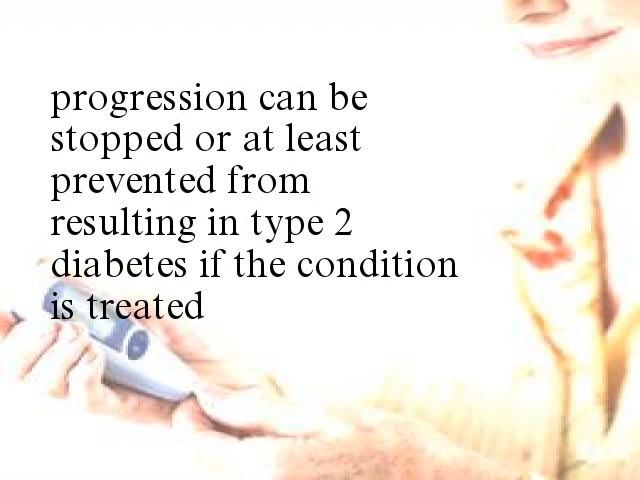 progression can be
stopped or at least
prevented from
resulting in type 2
diabetes if the condition
is treated